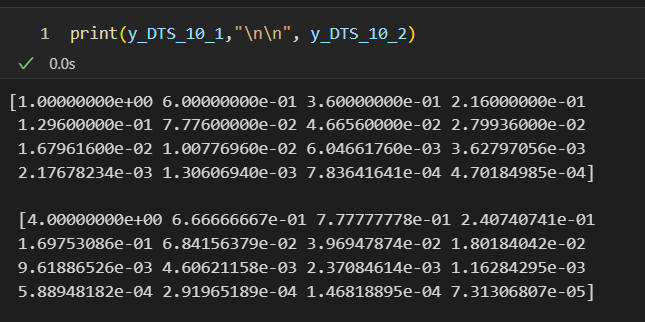 1 print(y_DTS_10_1,"\n\n", y_DTS_10_2)
0.0s
[1.00000000e+00 6.00000000e-01 3.60000000e-01 2.16000000e-01
1.29600000e-01 7.77600000e-02 4.66560000e-02 2.79936000e-02
1.67961600e-02 1.00776960e-02 6.04661760e-03 3.62797056e-03
2.17678234e-03 1.30606940e-03 7.83641641e-04 4.70184985e-04]
[4.00000000e+00 6.66666667e-01 7.77777778e-01 2.40740741e-01
1.69753086e-01 6.84156379e-02 3.96947874e-02 1.80184042e-02
9.61886526e-03 4.60621158e-03 2.37084614e-03 1.16284295e-03
5.88948182e-04 2.91965189e-04 1.46818895e-04 7.31306807e-05]